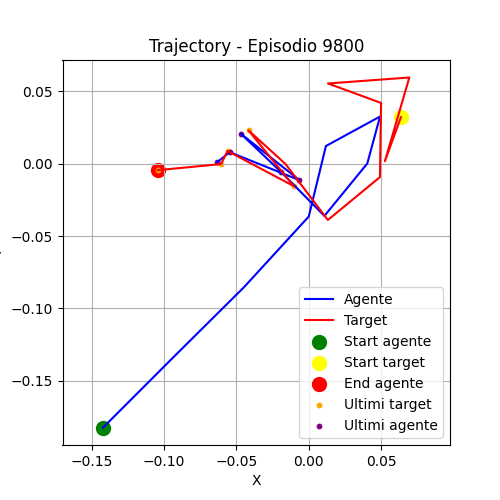 Trajectory - Episodio 9800
0.05
0.00
−0.05
−0.10
−0.15
−0.15
−0.10
−0.05
0.00
0.05
X
Agente
Target
Start agente
Start target
End agente
Ultimi target
Ultimi agente